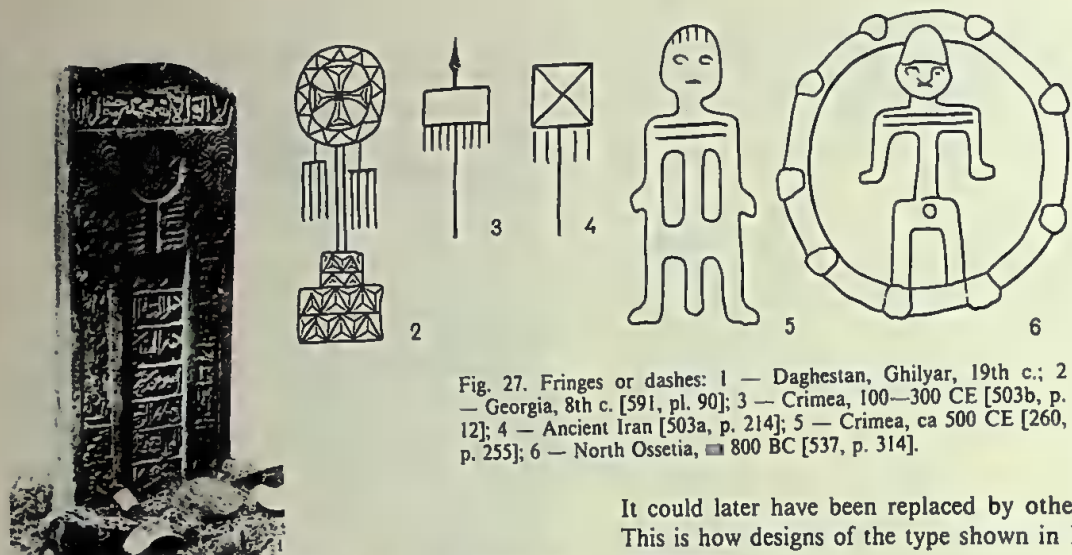 2
3
4
5
6
Fig. 27. Fringes or dashes: 1 — Daghestan, Ghilyar, 19th c.; 2
— Georgia, 8th c. [591, pl. 90]; 3 — Crimea, 100—300 CE [503b, p.
12]; 4 — Ancient Iran [503a, p. 214]; 5 — Crimea, ca 500 CE [260,
p. 255]; 6 — North Ossetia, 800 BC [537, p. 314].
It could later have been replaced by othe
This is how designs of the type shown in